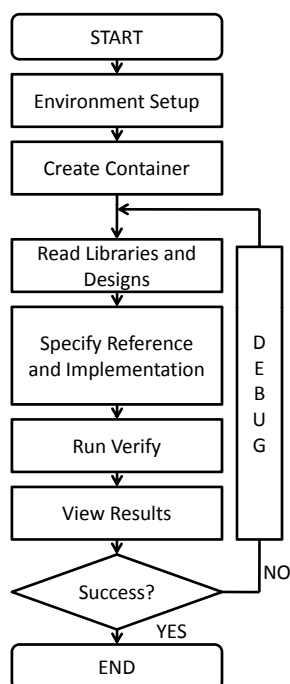 START
Environment Setup
Create Container
Read Libraries and
Designs
Specify Reference
and Implementation
Run Verify
View Results
Success?
YES
END
D
E
B
U
G
NO